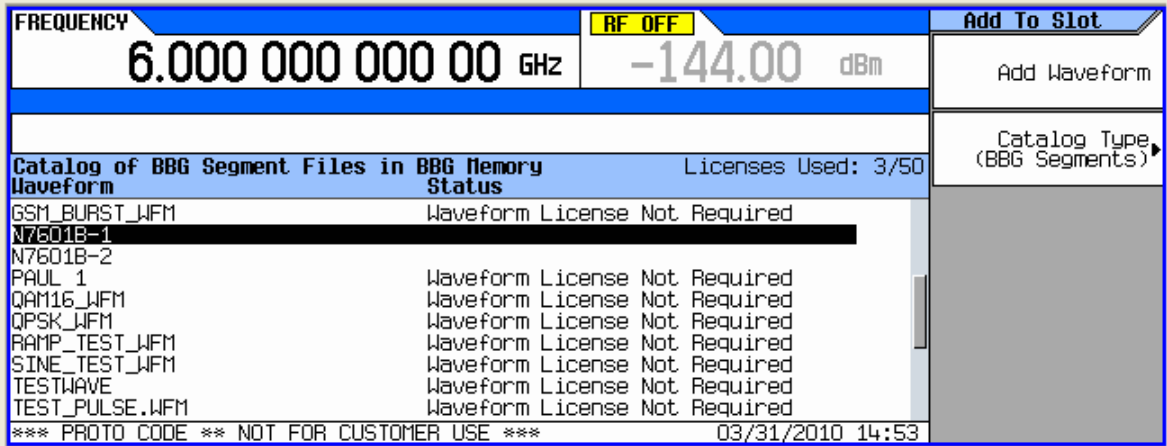 FREQUENCY RF OFF Add To Slot
6.000 000 000 00 GHz -144.00 dBm
Add Waveform
Catalog Type
(BBG Segments)
Catalog of BBG Segment Files in BBG Memory Licenses Used: 3/50
Waveform Status
GSM_BURST_WFM Waveform License Not Required
N7601B-1
N7601B-2
PAUL 1 Waveform License Not Required
QAM16_WFM Waveform License Not Required
QPSK_WFM Waveform License Not Required
RAMP_TEST_WFM Waveform License Not Required
SINE_TEST_WFM Waveform License Not Required
TESTWAVE Waveform License Not Required
TEST_PULSE.WFM Waveform License Not Required
*** PROTO CODE ** NOT FOR CUSTOMER USE *** 03/31/2010 14:53